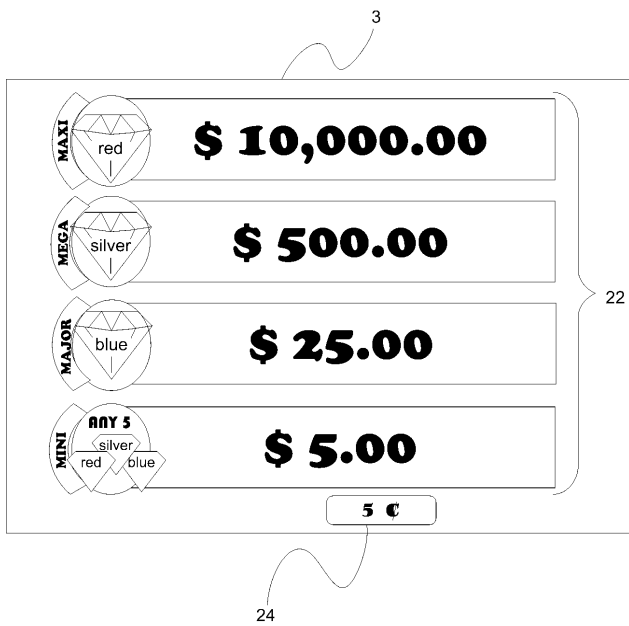 3
MAXI
red
$ 10,000.00
MEGA
silver
$ 500.00
22
MAJOR
blue
$ 25.00
MINI
ANY 5
silver
red
blue
$ 5.00
5 ¢
24